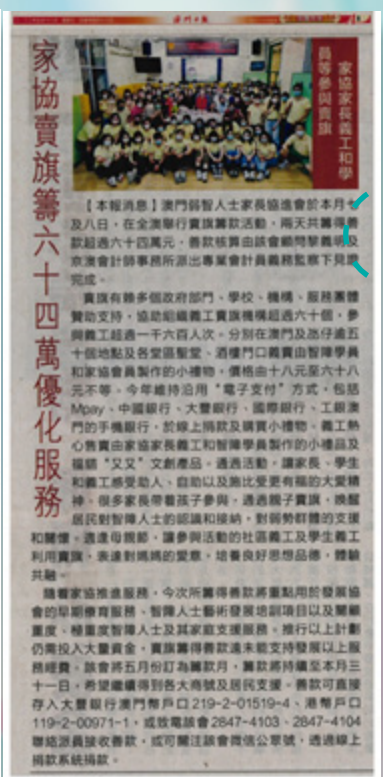 澳門日報
家協賣旗籌六十四萬優化服務
家協家長義工和學
員等參與賣旗
【本報消息】澳門弱智人士家長協進會於本月七
及八日，在全澳舉行賣旗籌款活動，兩天共籌得善
款超過六十四萬元，善款核算由該會顧問黎義明及
京澳會計師事務所派出專業會計員義務監察下見證
完成。
賣旗有賴多個政府部門、學校、機構、服務團體
贊助支持，協助組織義工賣旗機構超過六十個，參
與義工超過一千六百人次。分別在澳門及氹仔逾五
十個地點及各堂區聖堂、酒樓門口義賣由智障學員
和家協會員製作的小禮物，價格由十八元至六十八
元不等，今年維持沿用“電子支付”方式，包括
Mpay、中國銀行、大豐銀行、國際銀行、工銀澳
門的手機銀行，於線上捐款及購買小禮物。義工熱
心售賣由家協家長義工和智障學員製作的小禮品及
福願“又又”文創產品。通過活動，讓家長、學生
和義工感受助人、自助以及施比受更有福的大愛精
神，很多家長帶着孩子參與，通過親子賣旗，喚醒
居民對智障人士的認識和接納，對弱勢群體的支援
和關懷。適逢母親節，讓參與活動的社區義工及學生義工
利用賣旗，表達對媽媽的愛意，培養良好思想品德，體驗
共融。
隨着家協推進服務，今次所籌得善款將重點用於發展協
會的早期療育服務、智障人士藝術發展培訓項目以及關顧
重度、極重度智障人士及其家庭支援服務。推行以上計劃
仍需投入大量資金，賣旗籌得善款遠未能支持發展以上服
務經費。該會將五月份訂為籌款月，籌款將持續至本月三
十一日，希望繼續得到各大商號及居民支援。善款可直接
存入大豐銀行澳門幣戶口219-2-01519-4、港幣戶口
119-2-00971-1，或致電該會2847-4103、2847-4104
聯絡派員接收善款，或可關注該會微信公眾號，透過線上
捐款系統捐款。